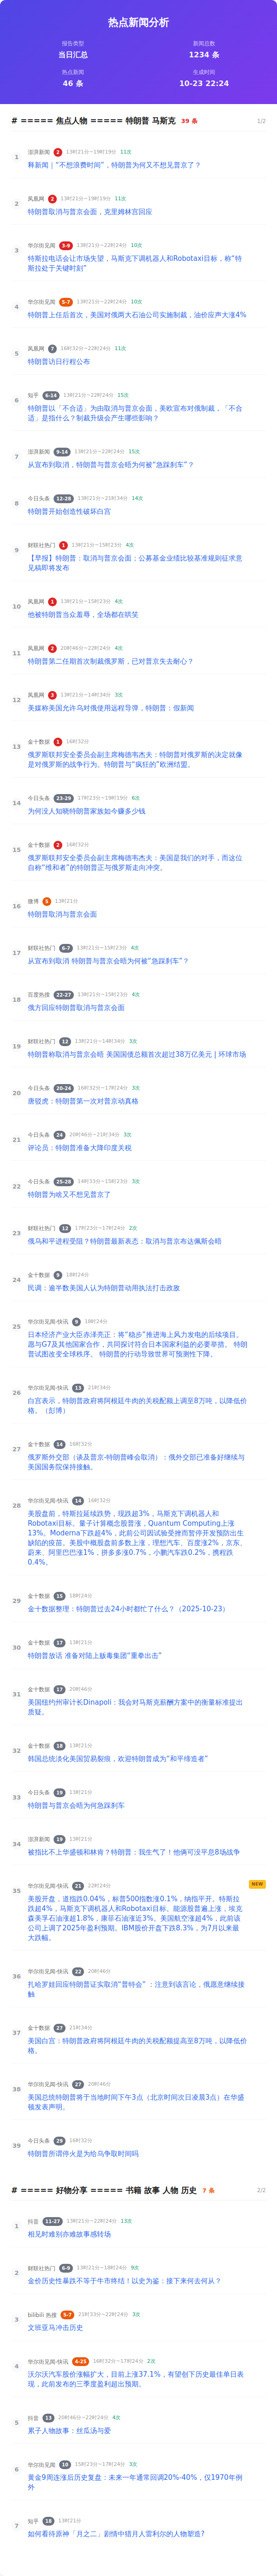 热点新闻分析
报告类型
当日汇总
新闻总数
1234 条
热点新闻
46 条
生成时间
10-23 22:24
# ===== 焦点人物 ===== 特朗普 马斯克 39 条 1/2
1
澎湃新闻 2 13时21分~19时19分 11次
释新闻｜“不想浪费时间”，特朗普为何又不想见普京了？
2
凤凰网 2 13时21分~19时19分 11次
特朗普取消与普京会面，克里姆林宫回应
3
华尔街见闻 3-9 13时21分~22时24分 10次
特斯拉电话会让市场失望，马斯克下调机器人和Robotaxi目标，称“特
斯拉处于关键时刻”
4
华尔街见闻 5-7 13时21分~22时24分 10次
特朗普上任后首次，美国对俄两大石油公司实施制裁，油价应声大涨4%
5
凤凰网 7 16时32分~22时24分 11次
特朗普访日行程公布
6
知乎 6-14 13时21分~22时24分 15次
特朗普以「不合适」为由取消与普京会面，美欧宣布对俄制裁，「不合
适」是指什么？制裁升级会产生哪些影响？
7
澎湃新闻 9-14 13时21分~22时24分 15次
从宣布到取消，特朗普与普京会晤为何被“急踩刹车”？
8
今日头条 12-28 13时21分~21时34分 14次
特朗普开始创造性破坏白宫
9
财联社热门 1 13时21分~15时23分 4次
【早报】特朗普：取消与普京会面；公募基金业绩比较基准规则征求意
见稿即将发布
10
凤凰网 1 13时21分~15时23分 4次
他被特朗普当众羞辱，全场都在哄笑
11
凤凰网 2 20时46分~22时24分 4次
特朗普第二任期首次制裁俄罗斯，已对普京失去耐心？
12
凤凰网 3 13时21分~14时34分 3次
美媒称美国允许乌对俄使用远程导弹，特朗普：假新闻
13
金十数据 1 16时32分
俄罗斯联邦安全委员会副主席梅德韦杰夫：特朗普对俄罗斯的决定就像
是对俄罗斯的战争行为。特朗普与“疯狂的”欧洲结盟。
14
今日头条 23-29 17时23分~19时19分 6次
为何没人知晓特朗普家族如今赚多少钱
15
金十数据 2 16时32分
俄罗斯联邦安全委员会副主席梅德韦杰夫：美国是我们的对手，而这位
自称“维和者”的特朗普正与俄罗斯走向冲突。
16
微博 5 13时21分
特朗普取消与普京会面
17
财联社热门 6-7 13时21分~15时23分 4次
从宣布到取消 特朗普与普京会晤为何被“急踩刹车”？
18
百度热搜 22-27 13时21分~15时23分 4次
俄方回应特朗普取消与普京会面
19
财联社热门 12 13时21分~14时34分 3次
特朗普称取消与普京会晤 美国国债总额首次超过38万亿美元 | 环球市场
20
今日头条 20-24 16时32分~17时24分 3次
唐驳虎：特朗普第一次对普京动真格
21
今日头条 24 20时46分~21时34分 3次
评论员：特朗普准备大降印度关税
22
今日头条 25-28 14时33分~15时23分 3次
特朗普为啥又不想见普京了
23
财联社热门 12 17时23分~17时24分 2次
俄乌和平进程受阻？特朗普最新表态：取消与普京布达佩斯会晤
24
金十数据 9 18时24分
民调：逾半数美国人认为特朗普动用执法打击政敌
25
华尔街见闻-快讯 9 19时24分
日本经济产业大臣赤泽亮正：将“稳步”推进海上风力发电的后续项目。
愿与G7及其他国家合作，共同探讨符合日本国家利益的必要举措。 特朗
普试图改变全球秩序。 特朗普的行动导致世界可预测性下降。
26
华尔街见闻-快讯 13 21时34分
白宫表示，特朗普政府将阿根廷牛肉的关税配额上调至8万吨，以降低价
格。（彭博）
27
金十数据 14 16时32分
俄罗斯外交部（谈及普京-特朗普峰会取消）：俄外交部已准备好继续与
美国国务院保持接触。
28
华尔街见闻-快讯 14 16时32分
美股盘前，特斯拉延续跌势，现跌超3%，马斯克下调机器人和
Robotaxi目标。量子计算概念股普涨，Quantum Computing上涨
13%。Moderna下跌超4%，此前公司因试验受挫而暂停开发预防出生
缺陷的疫苗。美股中概股盘前多数上涨，理想汽车、百度涨2%，京东、
蔚来、阿里巴巴涨1%，拼多多涨0.7%，小鹏汽车跌0.2%，携程跌
0.4%。
29
金十数据 15 18时24分
金十数据整理：特朗普过去24小时都忙了什么？（2025-10-23）
30
金十数据 17 13时21分
特朗普放话 准备对陆上贩毒集团“重拳出击”
31
金十数据 17 20时46分
美国纽约州审计长Dinapoli：我会对马斯克薪酬方案中的衡量标准提出
质疑。
32
金十数据 18 13时21分
韩国总统淡化美国贸易裂痕，欢迎特朗普成为“和平缔造者”
33
今日头条 19 13时21分
特朗普与普京会晤为何急踩刹车
34
澎湃新闻 19 13时21分
被指比不上华盛顿和林肯？特朗普：我生气了！他俩可没平息8场战争
35
华尔街见闻-快讯 21 22时24分 NEW
美股开盘，道指跌0.04%，标普500指数涨0.1%，纳指平开。特斯拉
跌超4%，马斯克下调机器人和Robotaxi目标。能源股普遍上涨，埃克
森美孚石油涨超1.8%，康菲石油涨近3%。美国航空涨超4%，此前该
公司上调了2025年盈利预期。IBM股价开盘下跌8.3%，为7月以来最
大跌幅。
36
华尔街见闻-快讯 22 20时46分
扎哈罗娃回应特朗普证实取消“普特会” ：注意到该言论，俄愿意继续接
触
37
金十数据 27 21时34分
美国白宫：特朗普政府将阿根廷牛肉的关税配额提高至8万吨，以降低价
格。
38
华尔街见闻-快讯 27 20时46分
美国总统特朗普将于当地时间下午3点（北京时间次日凌晨3点）在华盛
顿发表声明。
39
今日头条 29 16时32分
特朗普所谓停火是为给乌争取时间吗
# ===== 好物分享 ===== 书籍 故事 人物 历史 7 条 2/2
1
抖音 11-27 13时21分~22时24分 13次
相见时难别亦难故事感转场
2
财联社热门 6-9 13时21分~18时24分 9次
金价历史性暴跌不等于牛市终结！以史为鉴：接下来何去何从？
3
bilibili 热搜 5-7 21时33分~22时24分 3次
文班亚马冲击历史
4
华尔街见闻-快讯 4-25 16时32分~17时24分 2次
沃尔沃汽车股价涨幅扩大，目前上涨37.1%，有望创下历史最佳单日表
现，此前发布的三季度盈利超出预期。
5
抖音 13 20时46分~22时24分 4次
累子人物故事：丝瓜汤与爱
6
华尔街见闻 10 15时23分~17时24分 3次
黄金9周连涨后历史复盘：未来一年通常回调20%-40%，仅1970年例
外
7
知乎 18 13时21分
如何看待原神「月之二」剧情中猎月人雷利尔的人物塑造?